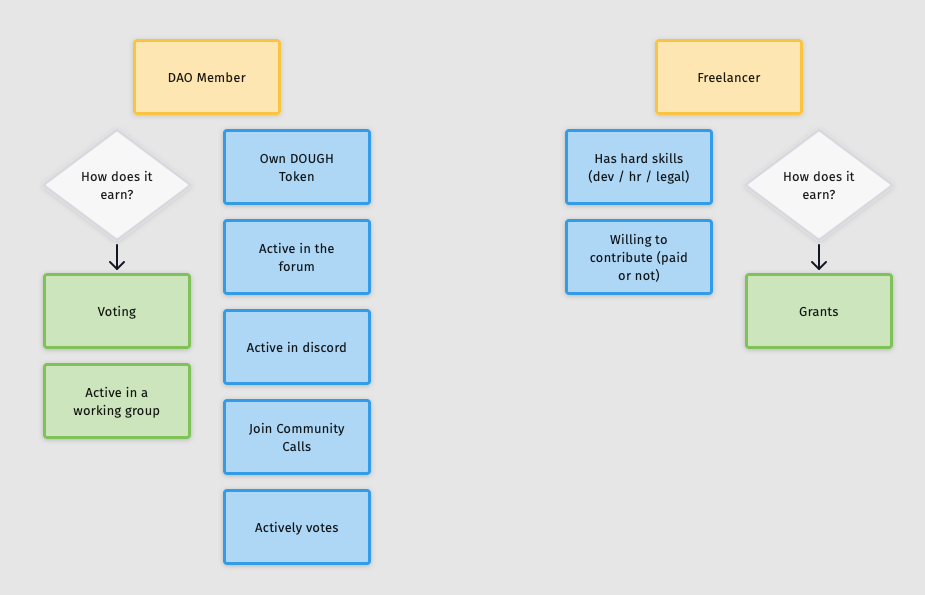 DAO Member
How does it
earn?
Voting
Active in a
working group
Own DOUGH
Token
Active in the
forum
Active in discord
Join Community
Calls
Actively votes
Freelancer
Has hard skills
(dev / hr / legal)
Willing to
contribute (paid
or not)
How does it
earn?
Grants